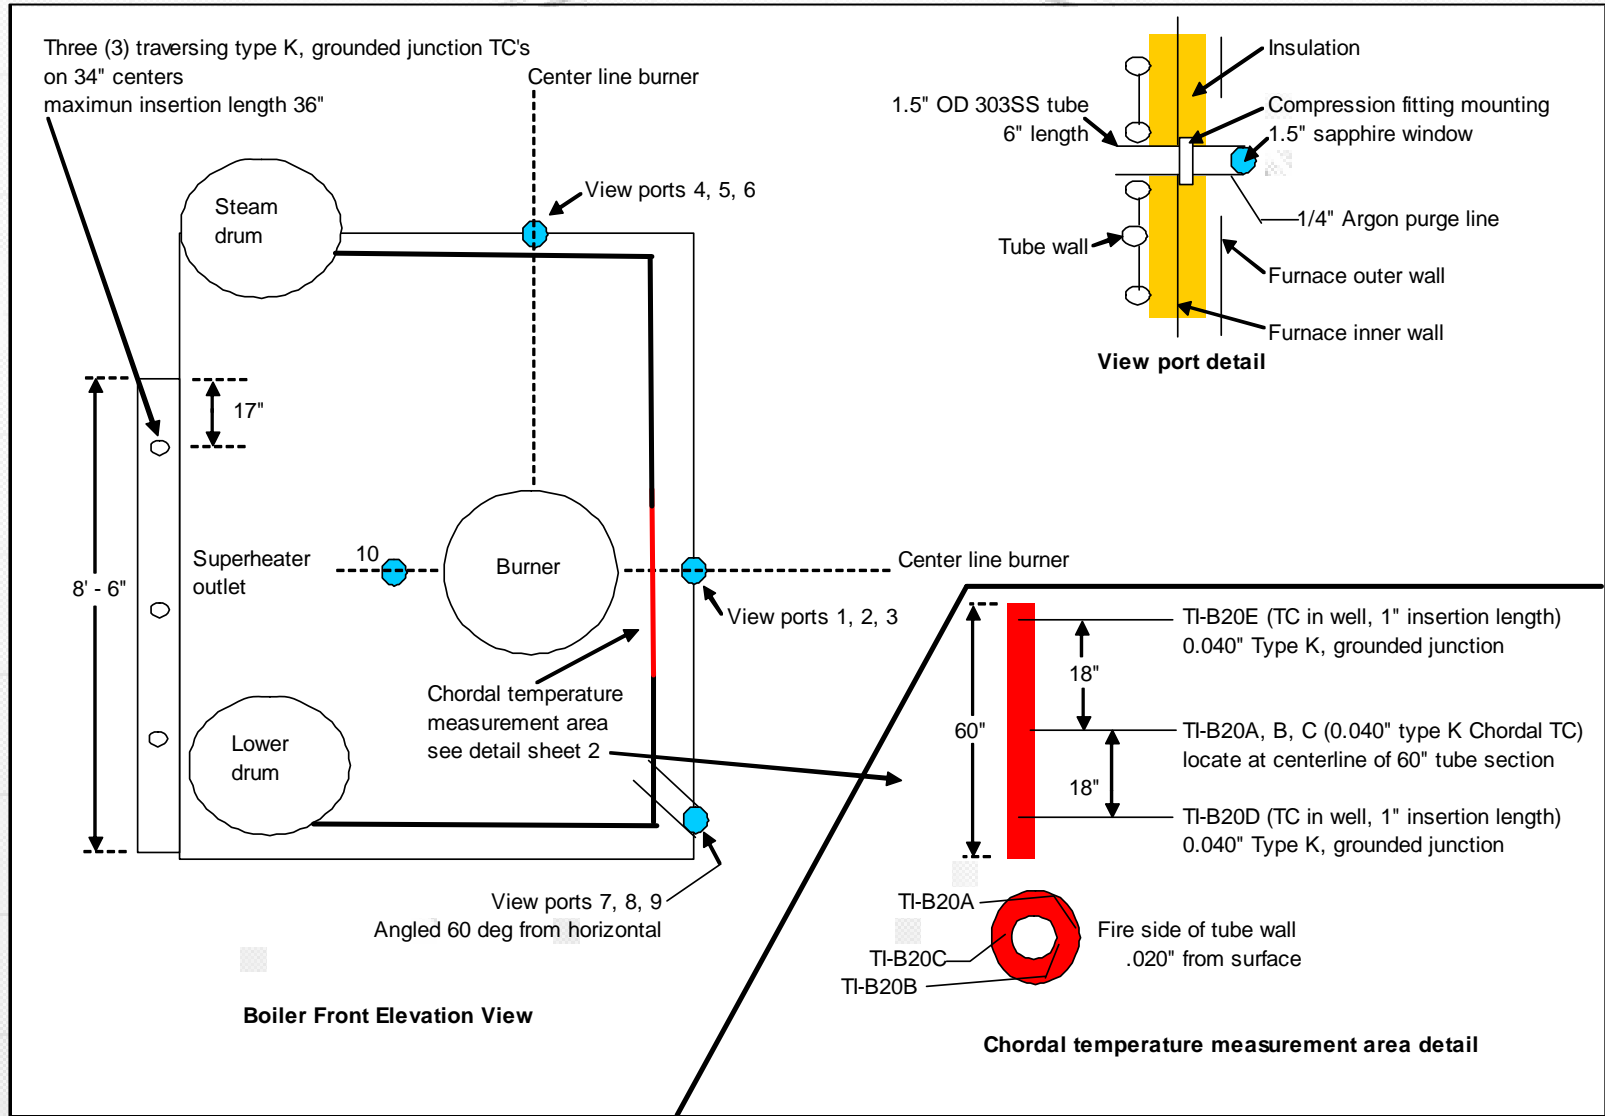 Three (3) traversing type K, grounded junction TC's
on 34" centers
maximun insertion length 36"
Center line burner
View ports 4, 5, 6
Steam
drum
17"
8' - 6"
Superheater
outlet
10
Burner
Center line burner
View ports 1, 2, 3
Chordal temperature
measurement area
see detail sheet 2
Lower
drum
View ports 7, 8, 9
Angled 60 deg from horizontal
Boiler Front Elevation View
Insulation
1.5" OD 303SS tube
6" length
Compression fitting mounting
1.5" sapphire window
1/4" Argon purge line
Tube wall
Furnace outer wall
Furnace inner wall
View port detail
TI-B20E (TC in well, 1" insertion length)
0.040" Type K, grounded junction
18"
60"
TI-B20A, B, C (0.040" type K Chordal TC)
locate at centerline of 60" tube section
18"
TI-B20D (TC in well, 1" insertion length)
0.040" Type K, grounded junction
TI-B20A
Fire side of tube wall
.020" from surface
TI-B20C
TI-B20B
Chordal temperature measurement area detail